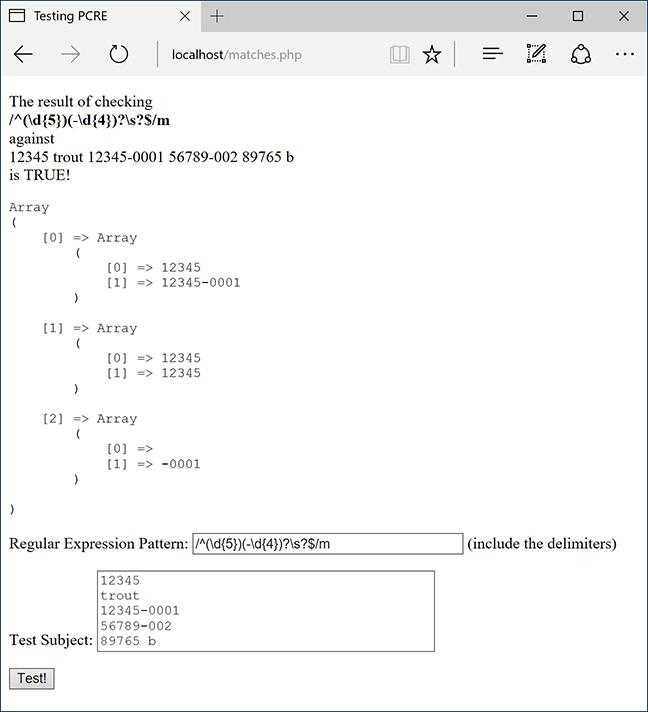 Testing PCRE
localhost/matches.php
The result of checking
/^(\d{5})(-\d{4})?\s?$/m
against
12345 trout 12345-0001 56789-002 89765 b
is TRUE!
Array
(
[0] => Array
(
[0] => 12345
[1] => 12345-0001
)
[1] => Array
(
[0] => 12345
[1] => 12345
)
[2] => Array
(
[0] =>
[1] => -0001
)
)
Regular Expression Pattern: /^(\d{5})(-\d{4})?\s?$/m (include the delimiters)
12345
trout
12345-0001
56789-002
Test Subject: 89765 b
Test!